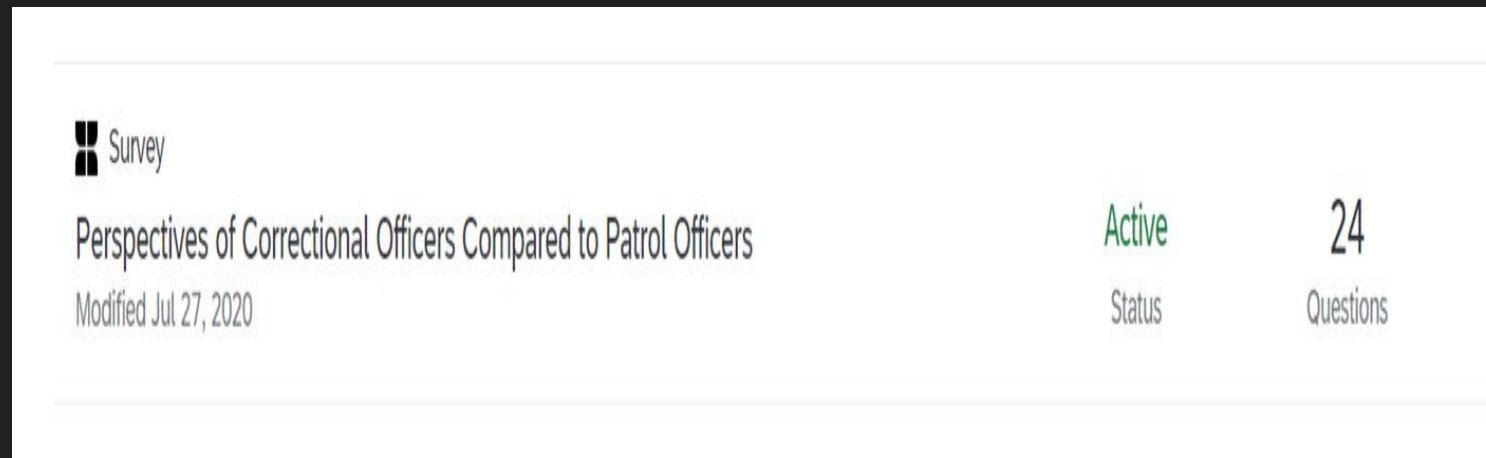 Survey
Perspectives of Correctional Officers Compared to Patrol Officers
Modified Jul 27, 2020
Active
Status
24
Questions